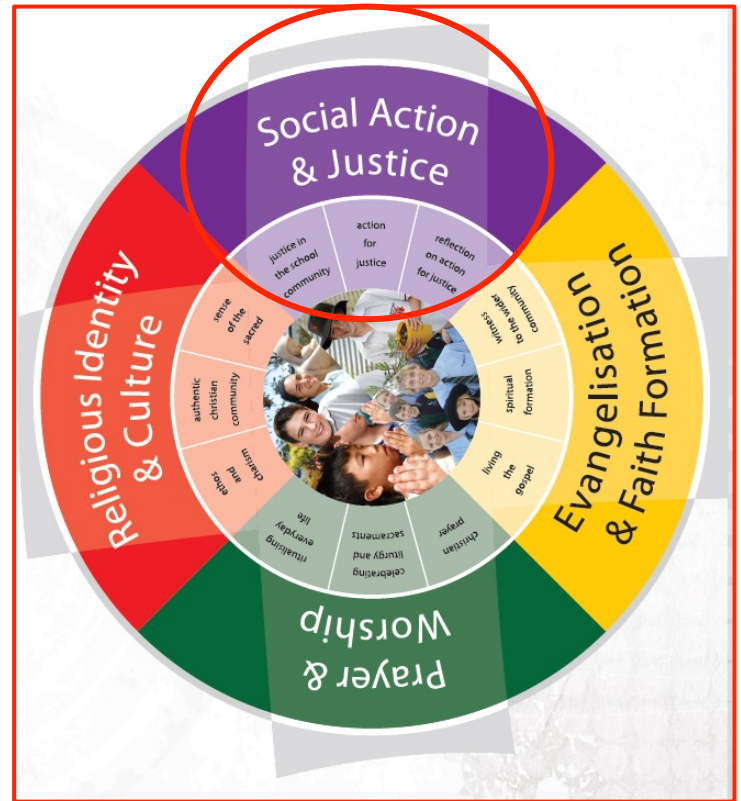 Social Action
& Justice
justice in
the school
community
action
for
justice
reflection
on action
for justice
Evangelisation
& Faith Formation
witness
to the wider
community
spiritual
formation
living
the
gospel
Prayer &
Worship
christian
prayer
celebrating
liturgy and
sacraments
ritualising
everyday
life
Religious Identity
& Culture
ethos
and
charism
authentic
christian
community
sense
of the
sacred